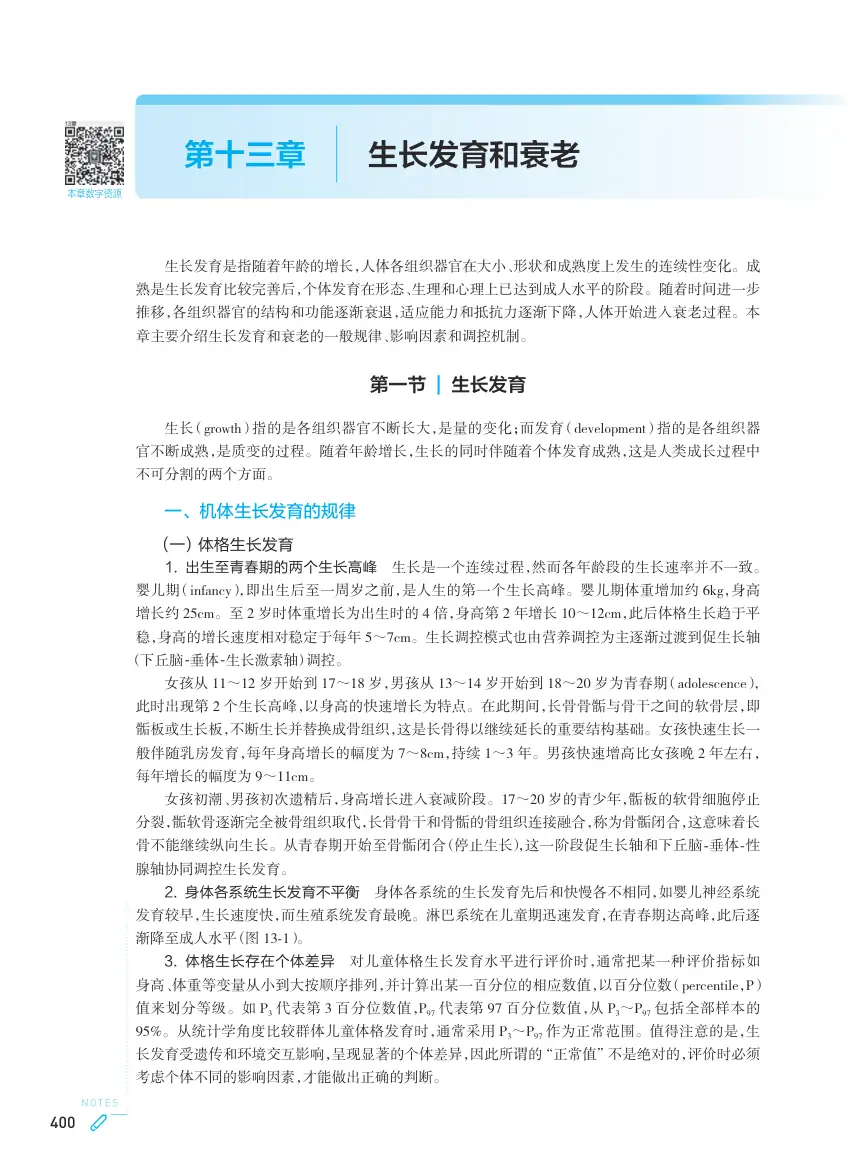 13章
本章数字资源
第十三章 生长发育和衰老
生长发育是指随着年龄的增长,人体各组织器官在大小、形状和成熟度上发生的连续性变化。成
熟是生长发育比较完善后,个体发育在形态、生理和心理上已达到成人水平的阶段。随着时间进一步
推移,各组织器官的结构和功能逐渐衰退,适应能力和抵抗力逐渐下降,人体开始进入衰老过程。本
章主要介绍生长发育和衰老的一般规律、影响因素和调控机制。
第一节 | 生长发育
生长(growth)指的是各组织器官不断长大,是量的变化;而发育(development)指的是各组织器
官不断成熟,是质变的过程。随着年龄增长,生长的同时伴随着个体发育成熟,这是人类成长过程中
不可分割的两个方面。
一、机体生长发育的规律
(一)体格生长发育
1. 出生至青春期的两个生长高峰 生长是一个连续过程,然而各年龄段的生长速率并不一致。
婴儿期(infancy),即出生后至一周岁之前,是人生的第一个生长高峰。婴儿期体重增加约 6kg,身高
增长约 25cm。至 2 岁时体重增长为出生时的 4 倍,身高第 2 年增长 10～12cm,此后体格生长趋于平
稳,身高的增长速度相对稳定于每年 5～7cm。生长调控模式也由营养调控为主逐渐过渡到促生长轴
(下丘脑-垂体-生长激素轴)调控。
女孩从 11～12 岁开始到 17～18 岁,男孩从 13～14 岁开始到 18～20 岁为青春期(adolescence),
此时出现第 2 个生长高峰,以身高的快速增长为特点。在此期间,长骨骨骺与骨干之间的软骨层,即
骺板或生长板,不断生长并替换成骨组织,这是长骨得以继续延长的重要结构基础。女孩快速生长一
般伴随乳房发育,每年身高增长的幅度为 7～8cm,持续 1～3 年。男孩快速增高比女孩晚 2 年左右,
每年增长的幅度为 9～11cm。
女孩初潮、男孩初次遗精后,身高增长进入衰减阶段。17～20 岁的青少年,骺板的软骨细胞停止
分裂,骺软骨逐渐完全被骨组织取代,长骨骨干和骨骺的骨组织连接融合,称为骨骺闭合,这意味着长
骨不能继续纵向生长。从青春期开始至骨骺闭合(停止生长),这一阶段促生长轴和下丘脑-垂体-性
腺轴协同调控生长发育。
2. 身体各系统生长发育不平衡 身体各系统的生长发育先后和快慢各不相同,如婴儿神经系统
发育较早,生长速度快,而生殖系统发育最晚。淋巴系统在儿童期迅速发育,在青春期达高峰,此后逐
渐降至成人水平(图 13-1)。
3. 体格生长存在个体差异 对儿童体格生长发育水平进行评价时,通常把某一种评价指标如
身高、体重等变量从小到大按顺序排列,并计算出某一百分位的相应数值,以百分位数(percentile,P)
值来划分等级。如 P3 代表第 3 百分位数值,P97 代表第 97 百分位数值,从 P3～P97 包括全部样本的
95%。从统计学角度比较群体儿童体格发育时,通常采用 P3～P97 作为正常范围。值得注意的是,生
长发育受遗传和环境交互影响,呈现显著的个体差异,因此所谓的“正常值”不是绝对的,评价时必须
考虑个体不同的影响因素,才能做出正确的判断。
NOTES
400